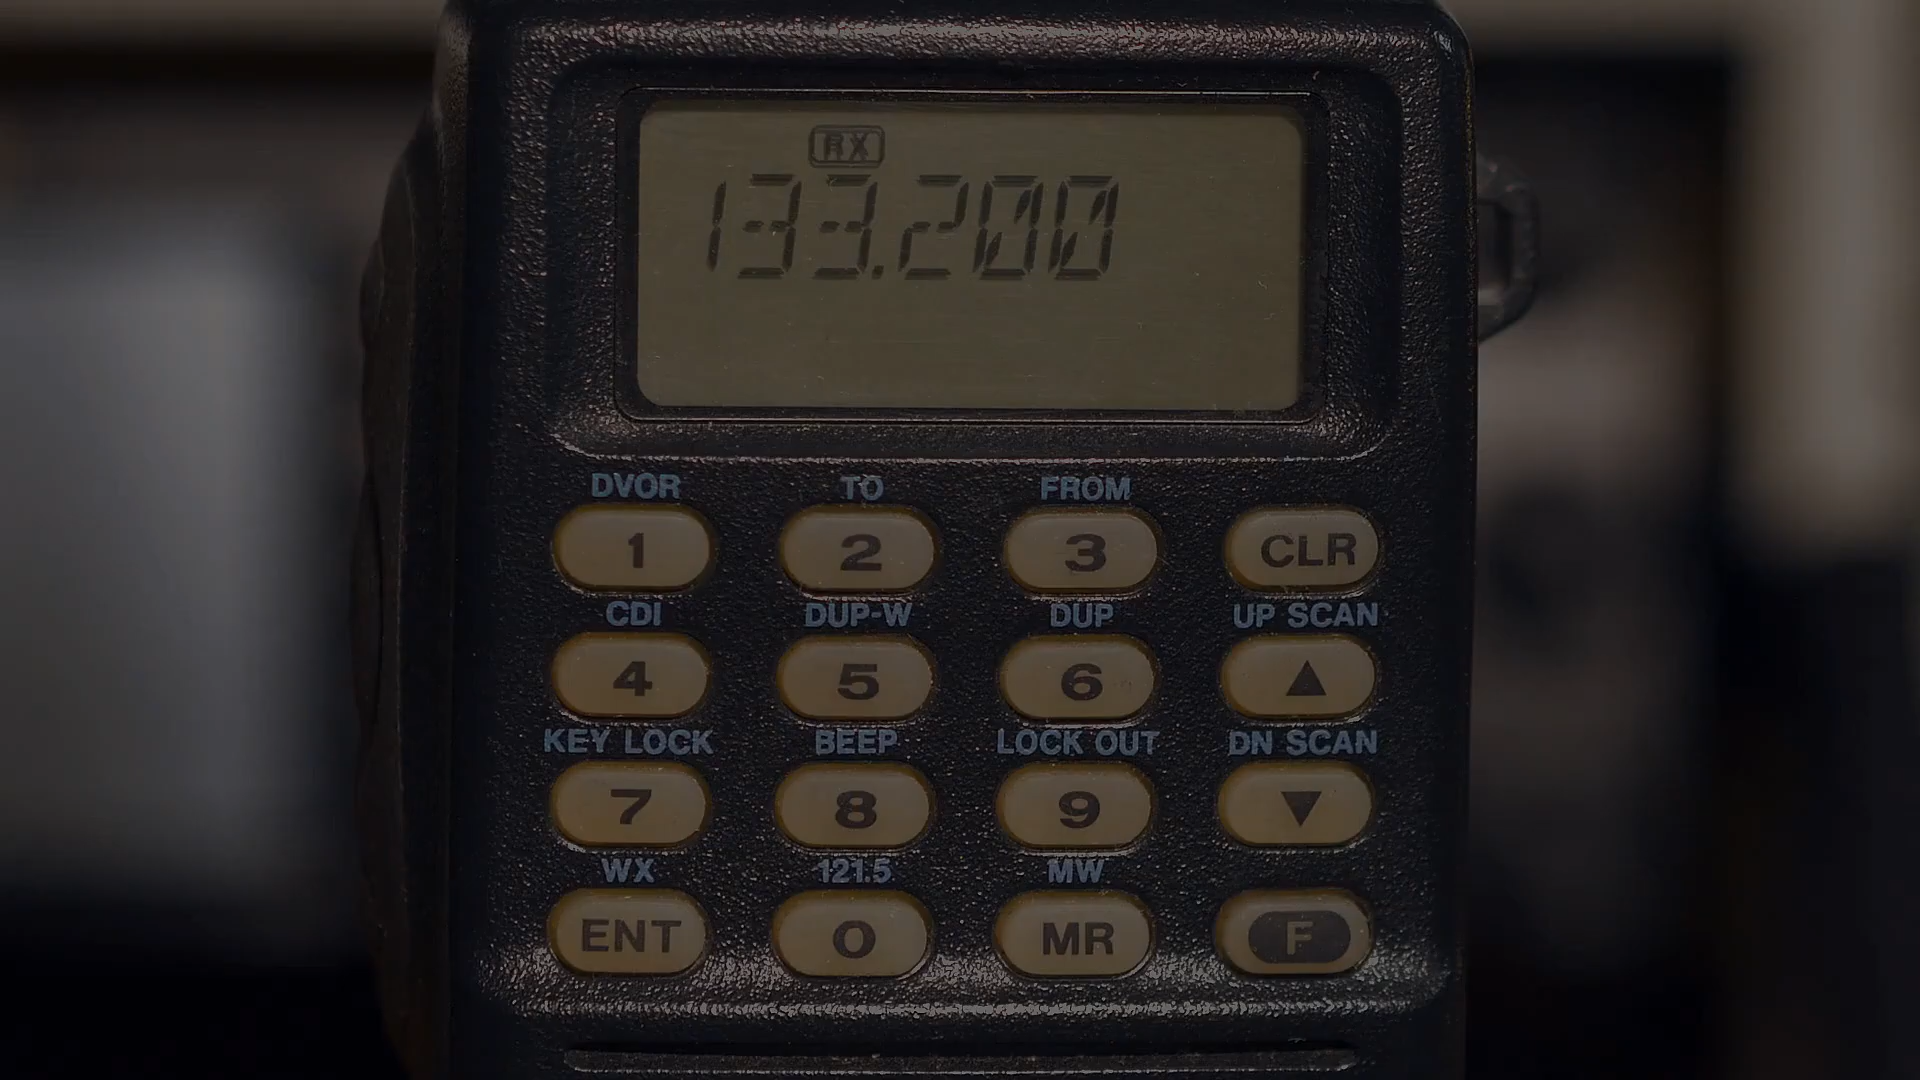 RX
133.200
DVOR TO FROM
1 2 3 CLR
CDI DUP-W DUP UP SCAN
4 5 6 ▲
KEY LOCK BEEP LOCK OUT DN SCAN
7 8 9 ▼
WX 121.5 MW
ENT 0 MR F